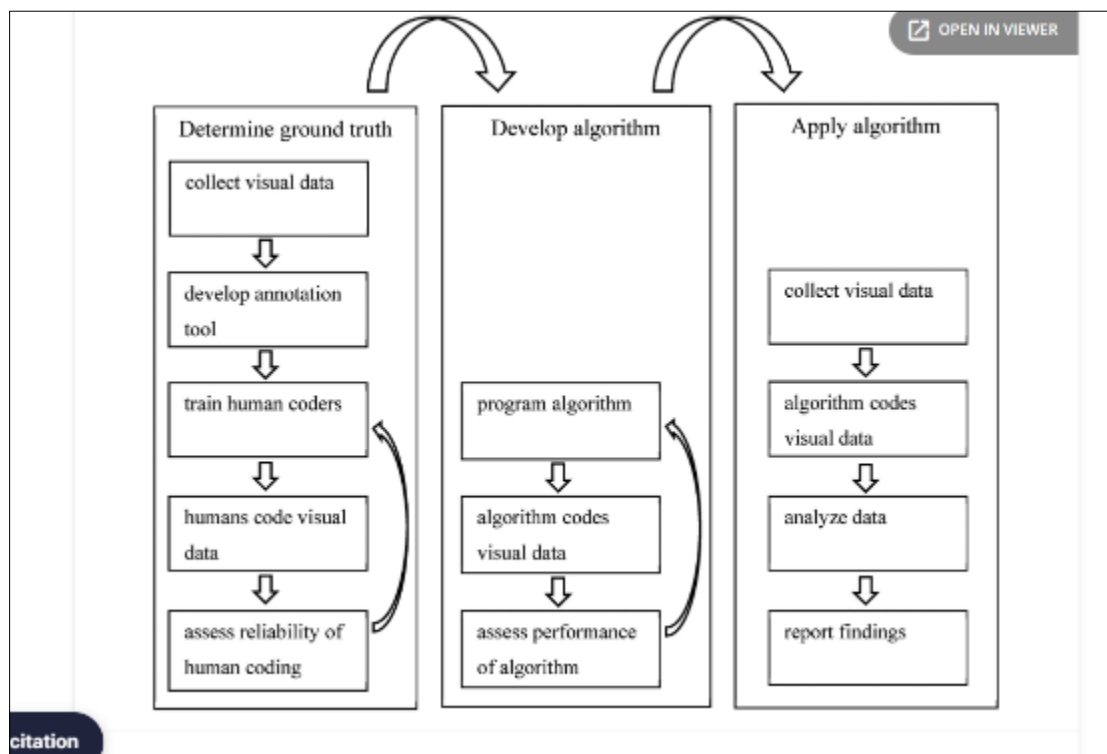 OPEN IN VIEWER
Determine ground truth
collect visual data
develop annotation
tool
train human coders
humans code visual
data
assess reliability of
human coding
Develop algorithm
program algorithm
algorithm codes
visual data
assess performance
of algorithm
Apply algorithm
collect visual data
algorithm codes
visual data
analyze data
report findings
citation